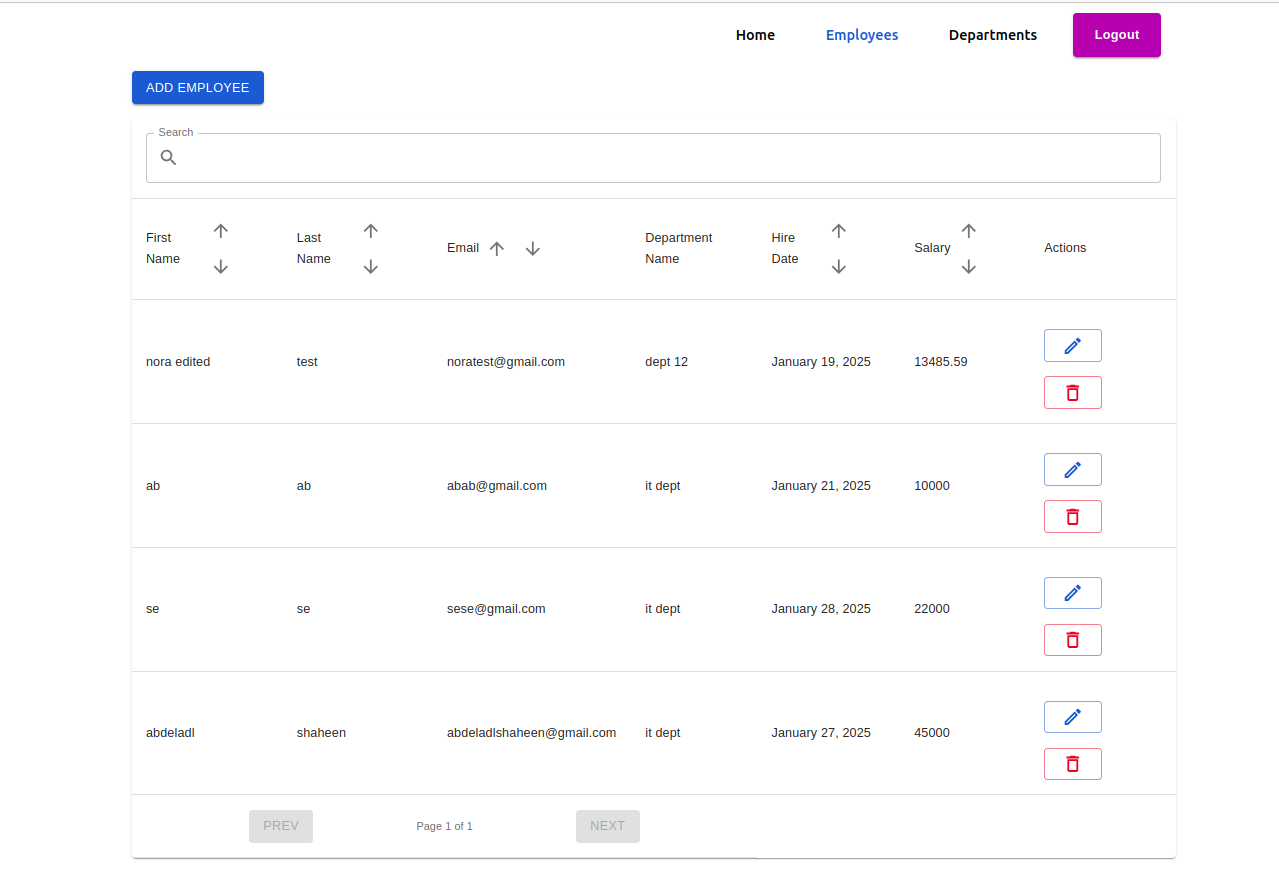 Home Employees Departments Logout
ADD EMPLOYEE
Search
First Name Last Name Email Department Name Hire Date Salary Actions
nora edited test noratest@gmail.com dept 12 January 19, 2025 13485.59
ab ab abab@gmail.com it dept January 21, 2025 10000
se se sese@gmail.com it dept January 28, 2025 22000
abdeladl shaheen abdeladlshaheen@gmail.com it dept January 27, 2025 45000
PREV Page 1 of 1 NEXT